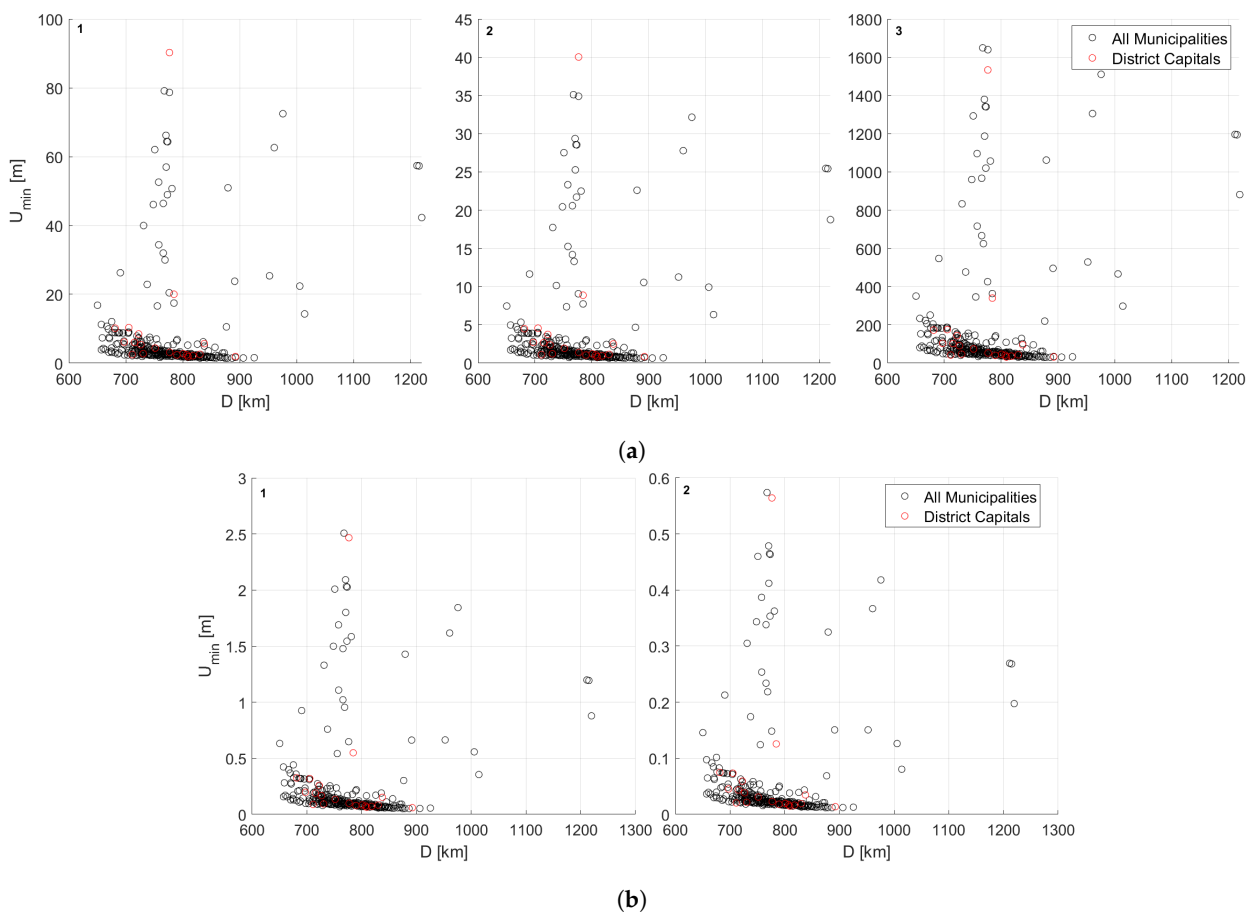 1
100
80
60
40
20
0
U_min [m]
600 700 800 900 1000 1100 1200
D [km]
2
45
40
35
30
25
20
15
10
5
0
600 700 800 900 1000 1100 1200
D [km]
3
1800
1600
1400
1200
1000
800
600
400
200
0
600 700 800 900 1000 1100 1200
D [km]
All Municipalities
District Capitals
(a)
1
3
2.5
2
1.5
1
0.5
0
U_min [m]
600 700 800 900 1000 1100 1200 1300
D [km]
2
0.6
0.5
0.4
0.3
0.2
0.1
0
600 700 800 900 1000 1100 1200 1300
D [km]
All Municipalities
District Capitals
(b)